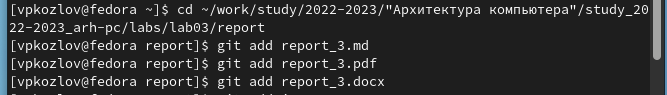 [vpkozlov@fedora ~]$ cd ~/work/study/2022-2023/"Архитектура компьютера"/study_20
22-2023_arh-pc/labs/lab03/report
[vpkozlov@fedora report]$ git add report_3.md
[vpkozlov@fedora report]$ git add report_3.pdf
[vpkozlov@fedora report]$ git add report_3.docx